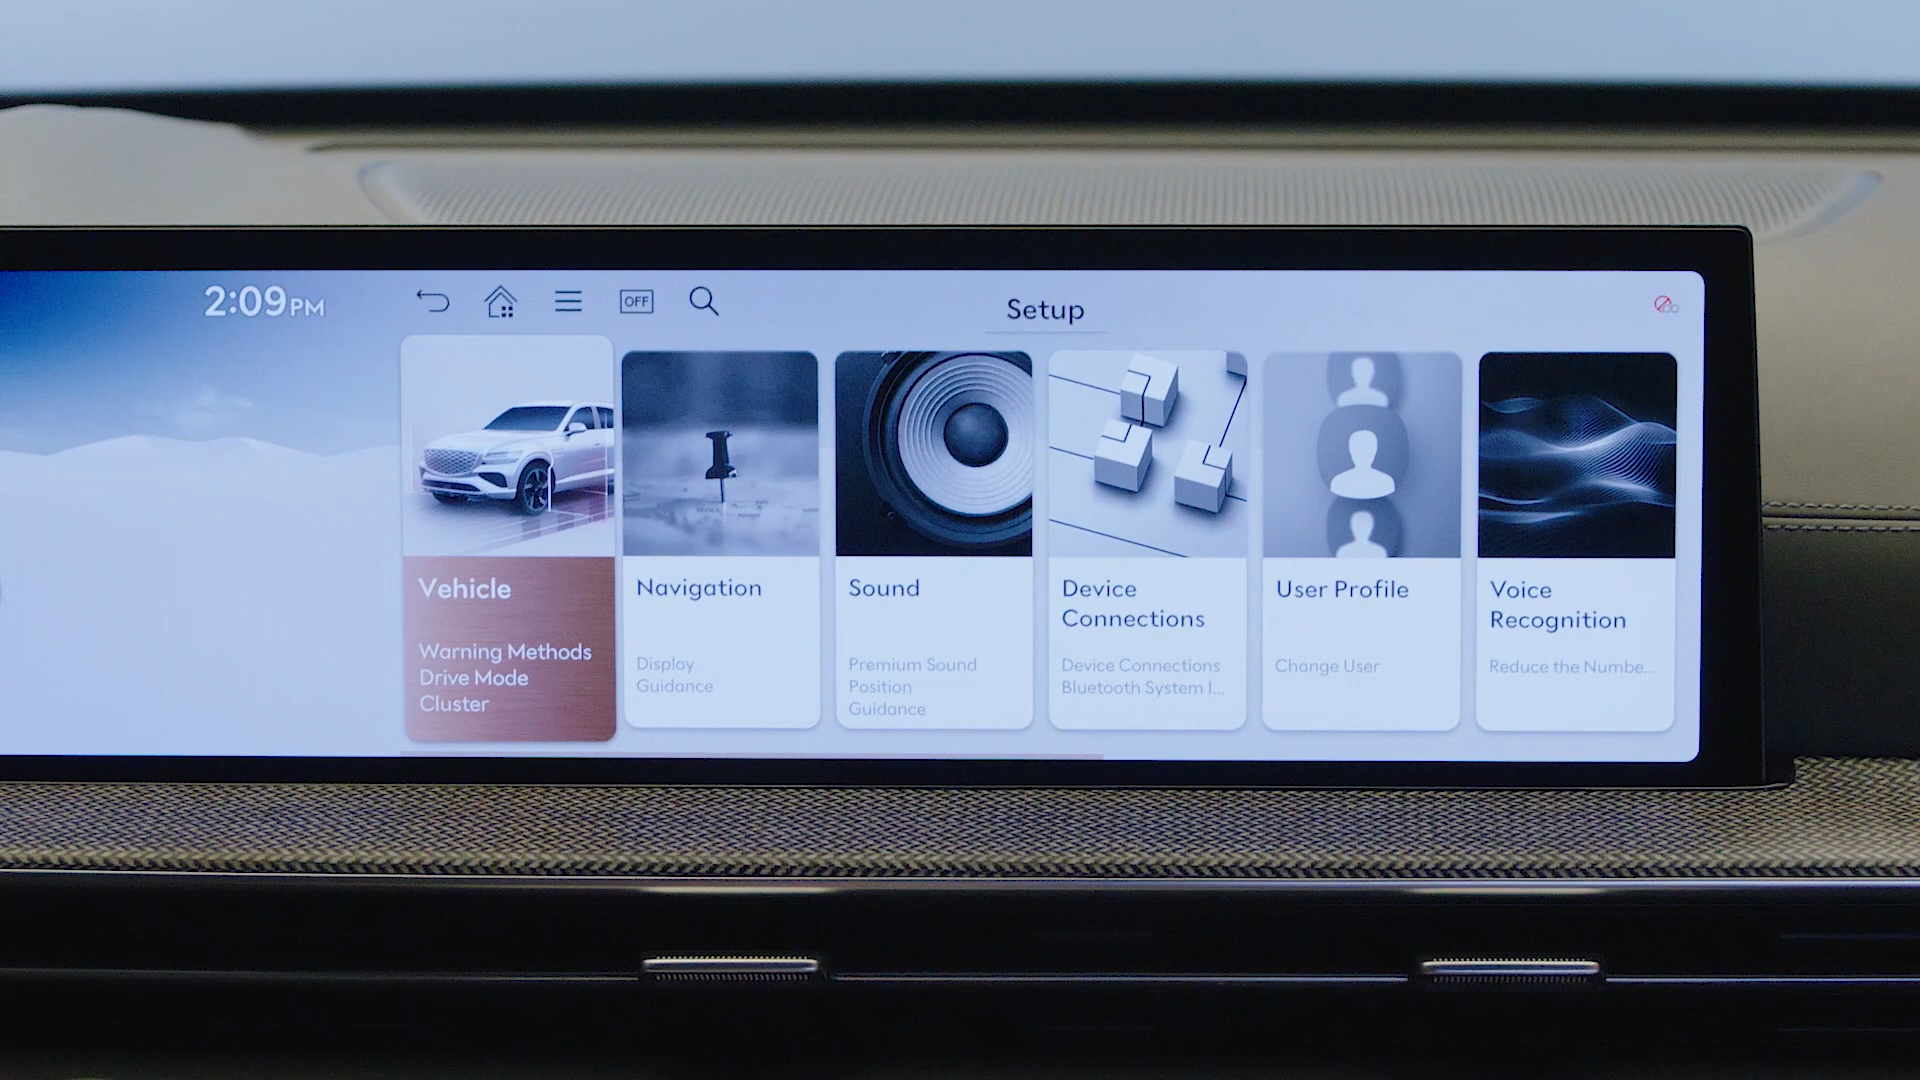 2:09PM
OFF
Setup
Vehicle
Warning Methods
Drive Mode
Cluster
Navigation
Display
Guidance
Sound
Premium Sound
Position
Guidance
Device
Connections
Device Connections
Bluetooth System I...
User Profile
Change User
Voice
Recognition
Reduce the Numbe...